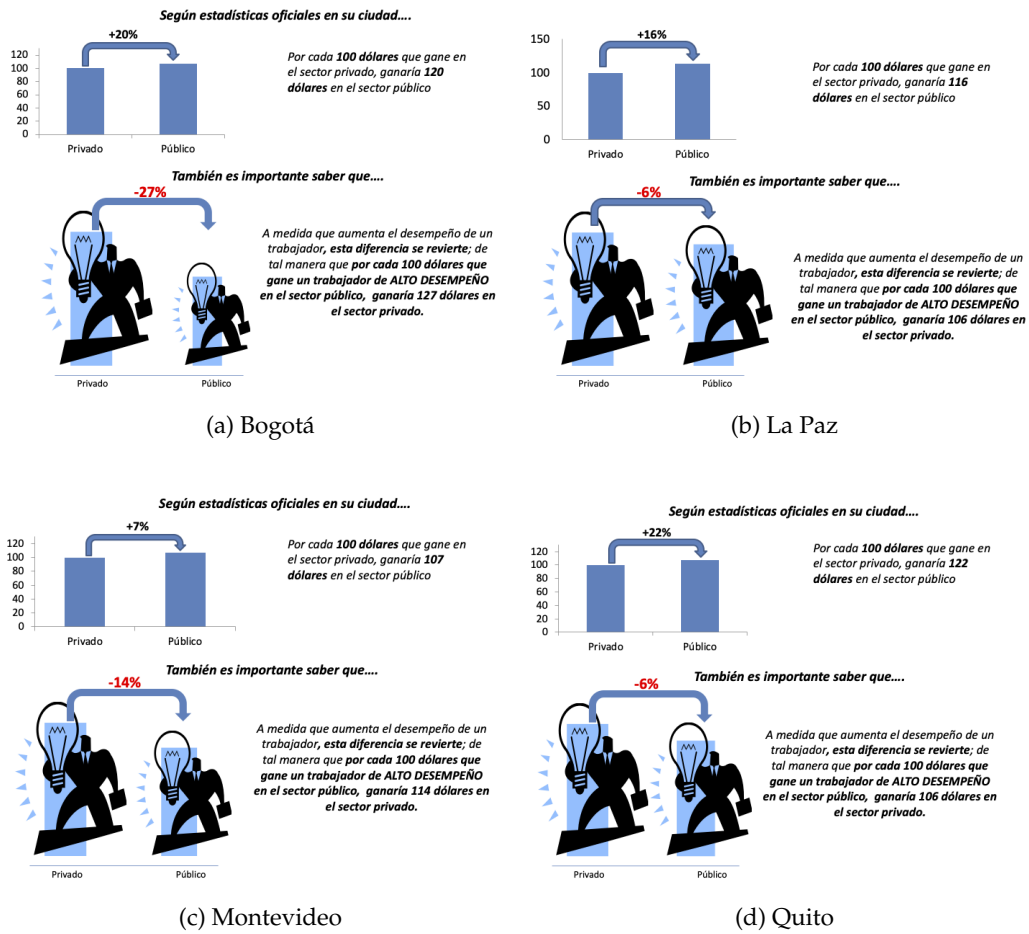 Según estadísticas oficiales en su ciudad....
+20%
120
100
80
60
40
20
0
Privado
Público
Por cada 100 dólares que gane en
el sector privado, ganaría 120
dólares en el sector público
También es importante saber que....
-27%
A medida que aumenta el desempeño de un
trabajador, esta diferencia se revierte; de
tal manera que por cada 100 dólares que
gane un trabajador de ALTO DESEMPEÑO
en el sector público, ganaría 127 dólares en
el sector privado.
Privado
Público
(a) Bogotá
+16%
150
100
50
0
Privado
Público
Por cada 100 dólares que gane en
el sector privado, ganaría 116
dólares en el sector público
También es importante saber que....
-6%
A medida que aumenta el desempeño de un
trabajador, esta diferencia se revierte; de
tal manera que por cada 100 dólares que
gane un trabajador de ALTO DESEMPEÑO
en el sector público, ganaría 106 dólares en
el sector privado.
Privado
Público
(b) La Paz
Según estadísticas oficiales en su ciudad....
+7%
120
100
80
60
40
20
0
Privado
Público
Por cada 100 dólares que gane en
el sector privado, ganaría 107
dólares en el sector público
También es importante saber que....
-14%
A medida que aumenta el desempeño de un
trabajador, esta diferencia se revierte; de
tal manera que por cada 100 dólares que
gane un trabajador de ALTO DESEMPEÑO
en el sector público, ganaría 114 dólares en
el sector privado.
Privado
Público
(c) Montevideo
Según estadísticas oficiales en su ciudad....
+22%
120
100
80
60
40
20
0
Privado
Público
Por cada 100 dólares que gane en
el sector privado, ganaría 122
dólares en el sector público
También es importante saber que....
-6%
A medida que aumenta el desempeño de un
trabajador, esta diferencia se revierte; de
tal manera que por cada 100 dólares que
gane un trabajador de ALTO DESEMPEÑO
en el sector público, ganaría 106 dólares en
el sector privado.
Privado
Público
(d) Quito